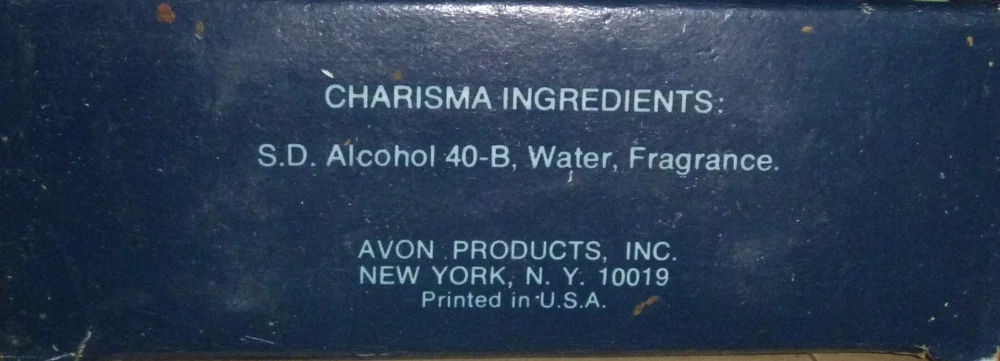 CHARISMA INGREDIENTS:
S.D. Alcohol 40-B, Water, Fragrance.
AVON PRODUCTS, INC.
NEW YORK, N. Y. 10019
Printed in U.S.A.